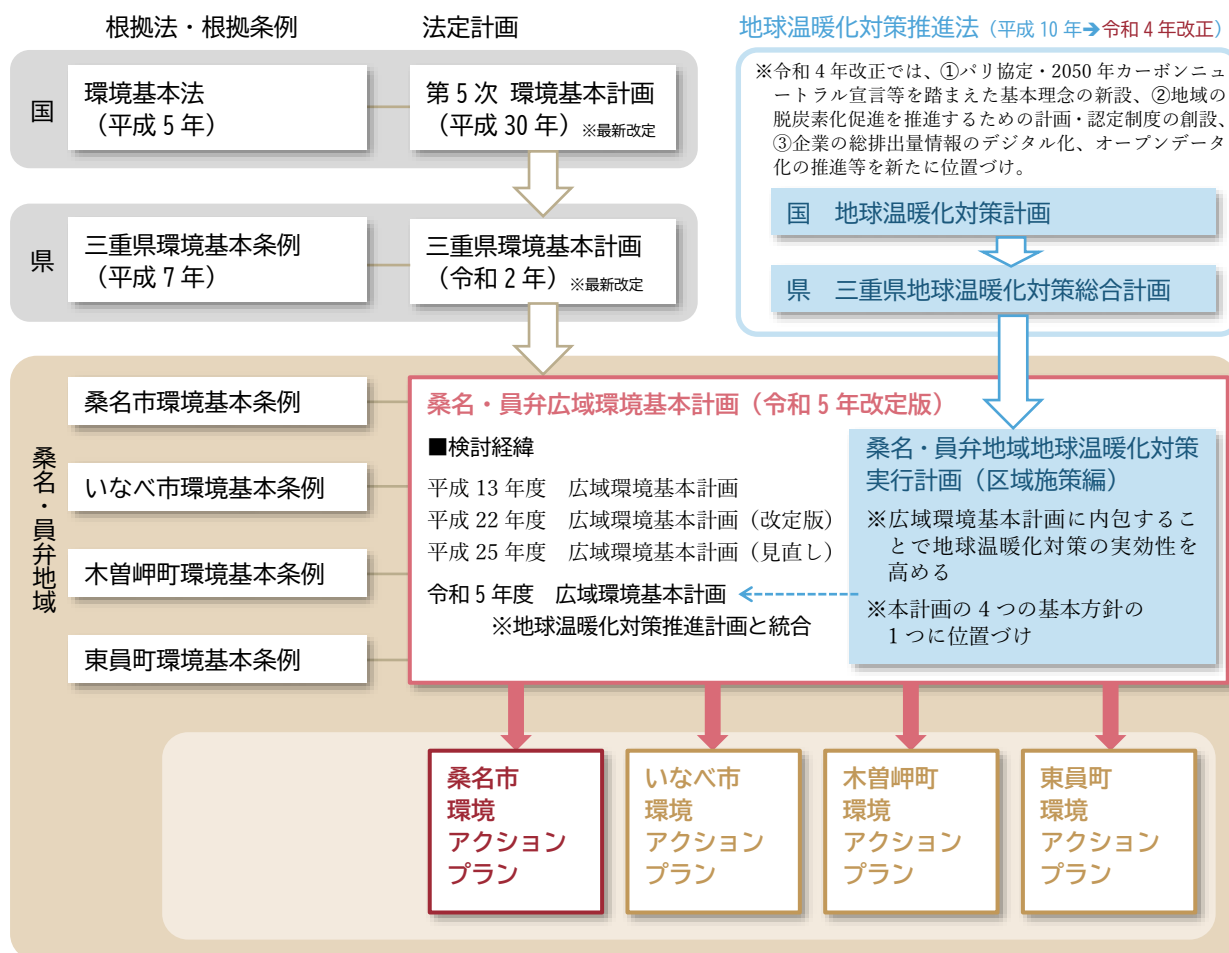 根拠法・根拠条例
法定計画
国
環境基本法
（平成 5 年）
第 5 次 環境基本計画
（平成 30 年）※最新改定
県
三重県環境基本条例
（平成 7 年）
三重県環境基本計画
（令和 2 年）※最新改定
地球温暖化対策推進法（平成 10 年➔令和 4 年改正）
※令和 4 年改正では、①パリ協定・2050 年カーボンニュ
ートラル宣言等を踏まえた基本理念の新設、②地域の
脱炭素化促進を推進するための計画・認定制度の創設、
③企業の総排出量情報のデジタル化、オープンデータ
化の推進等を新たに位置づけ。
国　地球温暖化対策計画
県　三重県地球温暖化対策総合計画
桑名・員弁地域
桑名市環境基本条例
いなべ市環境基本条例
木曽岬町環境基本条例
東員町環境基本条例
桑名・員弁広域環境基本計画（令和 5 年改定版）
■検討経緯
平成 13 年度　広域環境基本計画
平成 22 年度　広域環境基本計画（改定版）
平成 25 年度　広域環境基本計画（見直し）
令和 5 年度　広域環境基本計画
※地球温暖化対策推進計画と統合
桑名・員弁地域地球温暖化対策
実行計画（区域施策編）
※広域環境基本計画に内包するこ
とで地球温暖化対策の実効性を
高める
※本計画の 4 つの基本方針の
1 つに位置づけ
桑名市
環境
アクション
プラン
いなべ市
環境
アクション
プラン
木曽岬町
環境
アクション
プラン
東員町
環境
アクション
プラン